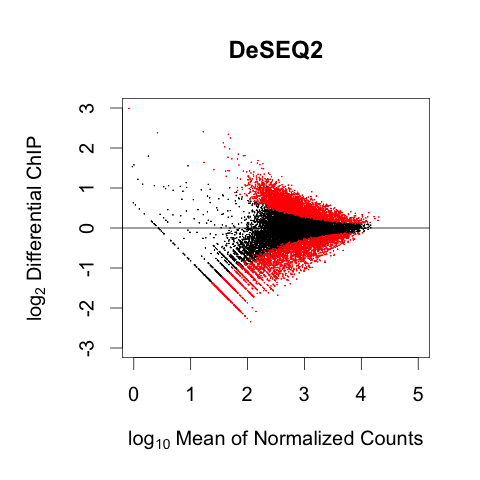 DeSEQ2
log₂ Differential ChIP
3
2
1
0
-1
-2
-3
0 1 2 3 4 5
log₁₀ Mean of Normalized Counts